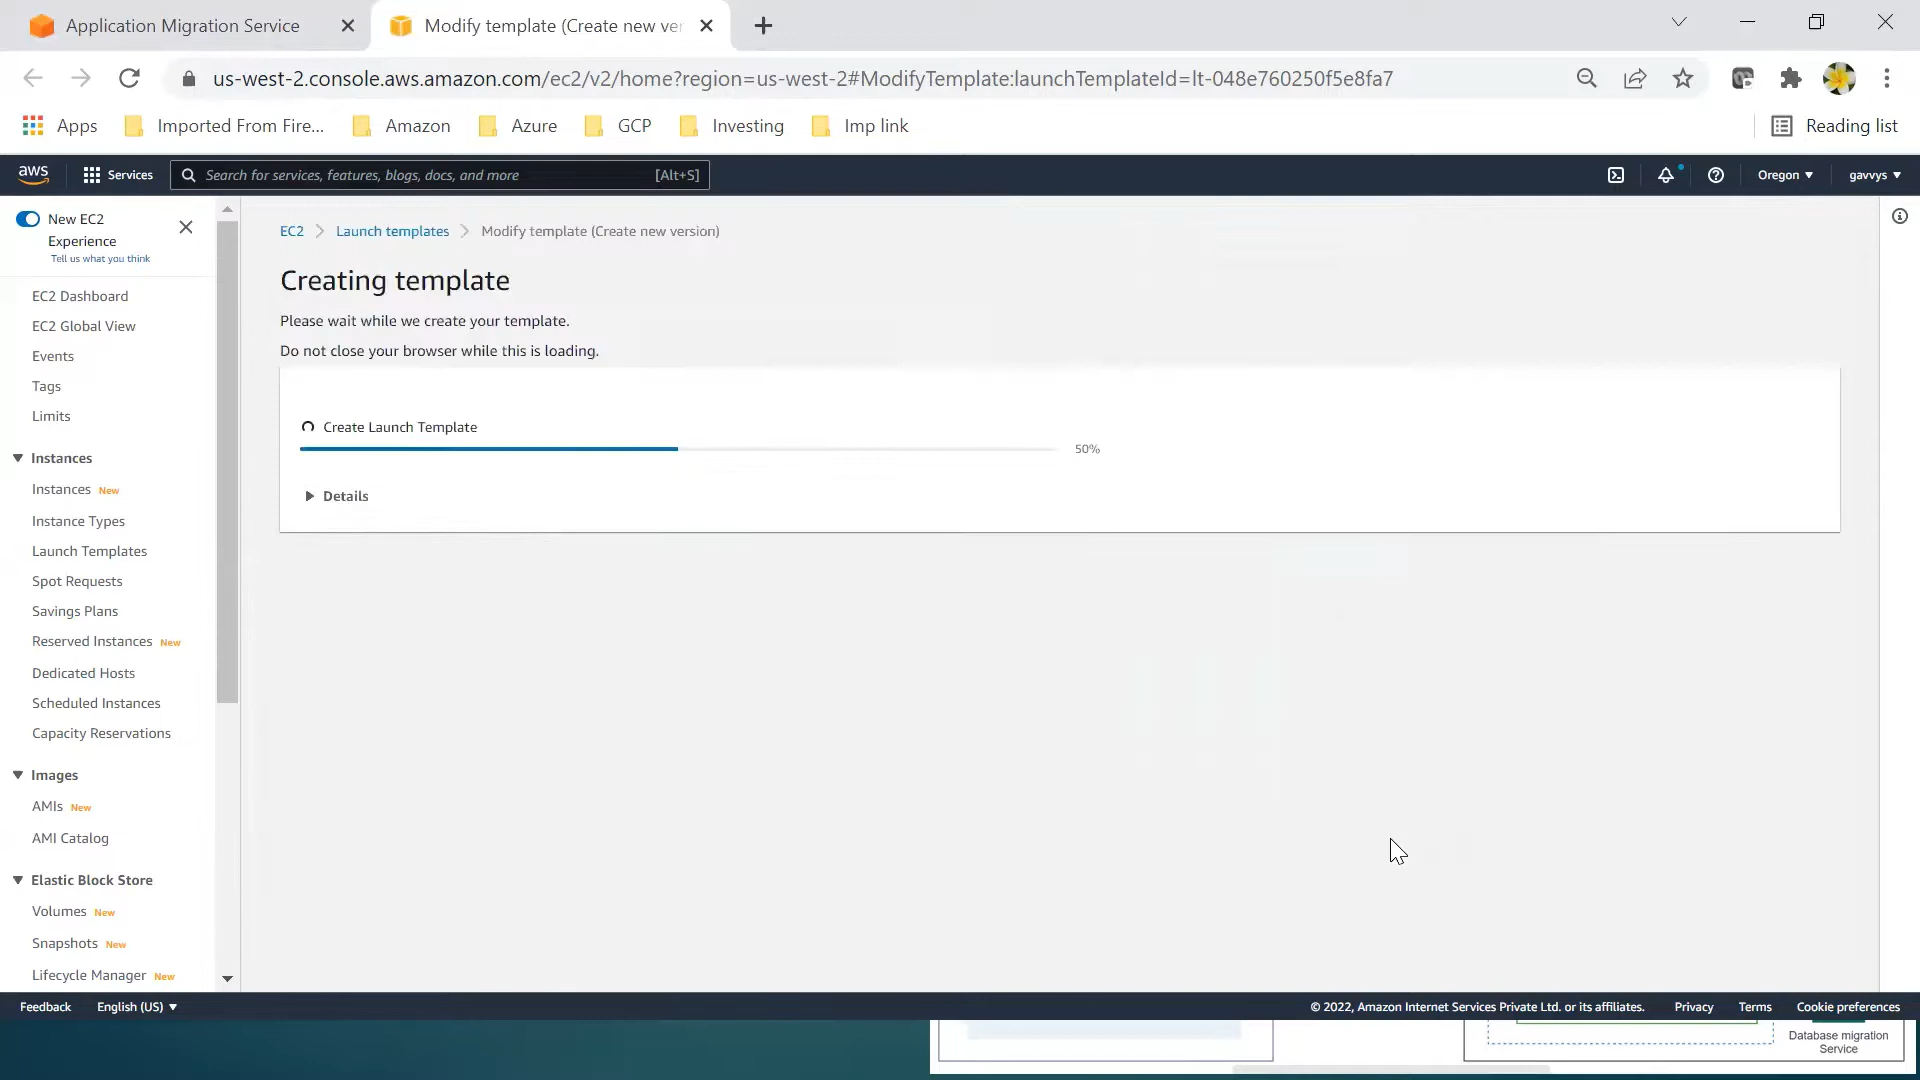 Application Migration Service
Modify template (Create new ver
us-west-2.console.aws.amazon.com/ec2/v2/home?region=us-west-2#ModifyTemplate:launchTemplateId=lt-048e760250f5e8fa7
Apps
Imported From Fire...
Amazon
Azure
GCP
Investing
Imp link
Reading list
aws
Services
Search for services, features, blogs, docs, and more
[Alt+S]
Oregon
gavvys
New EC2
Experience
Tell us what you think
EC2 Dashboard
EC2 Global View
Events
Tags
Limits
Instances
Instances New
Instance Types
Launch Templates
Spot Requests
Savings Plans
Reserved Instances New
Dedicated Hosts
Scheduled Instances
Capacity Reservations
Images
AMIs New
AMI Catalog
Elastic Block Store
Volumes New
Snapshots New
Lifecycle Manager New
EC2
Launch templates
Modify template (Create new version)
Creating template
Please wait while we create your template.
Do not close your browser while this is loading.
Create Launch Template
50%
Details
Feedback
English (US)
© 2022, Amazon Internet Services Private Ltd. or its affiliates.
Privacy
Terms
Cookie preferences
Database migration
Service